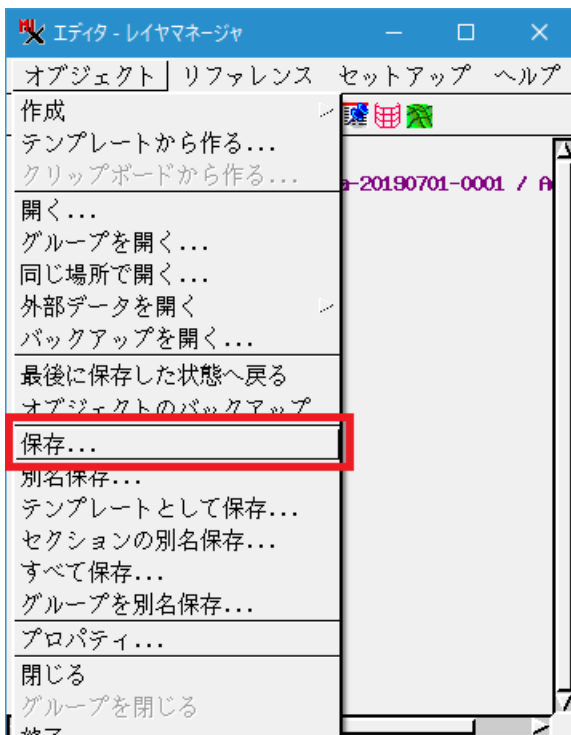 エディタ - レイヤマネージャ
オブジェクト リファレンス セットアップ ヘルプ
作成
テンプレートから作る...
クリップボードから作る...
a-20190701-0001 / A
開く...
グループを開く...
同じ場所で開く...
外部データを開く
バックアップを開く...
最後に保存した状態へ戻る
オブジェクトのバックアップ
保存...
別名保存...
テンプレートとして保存...
セクションの別名保存...
すべて保存...
グループを別名保存...
プロパティ...
閉じる
グループを閉じる
終了